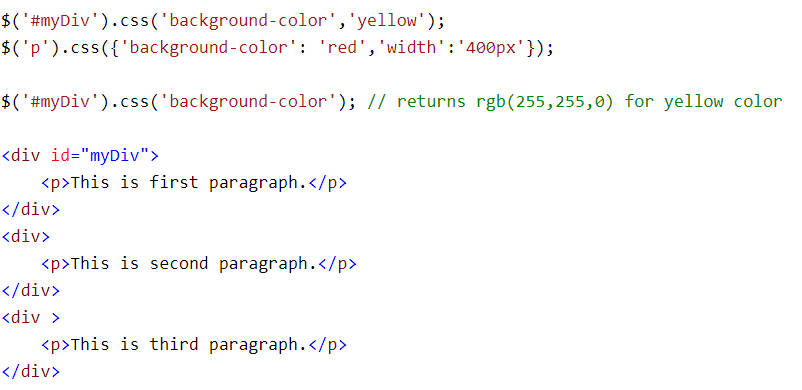 $('#myDiv').css('background-color','yellow');
$('p').css({'background-color': 'red','width':'400px'});
$('#myDiv').css('background-color'); // returns rgb(255,255,0) for yellow color
<div id="myDiv">
    <p>This is first paragraph.</p>
</div>
<div>
    <p>This is second paragraph.</p>
</div>
<div >
    <p>This is third paragraph.</p>
</div>